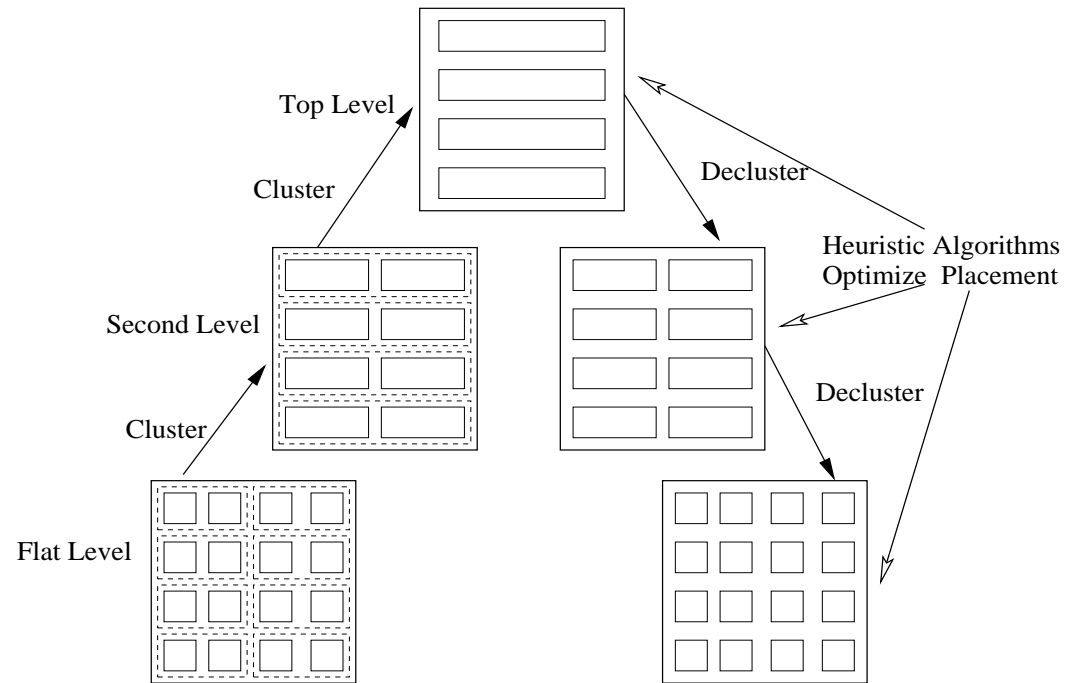 Top Level
Decluster
Cluster
Heuristic Algorithms
Optimize Placement
Second Level
Decluster
Cluster
Flat Level